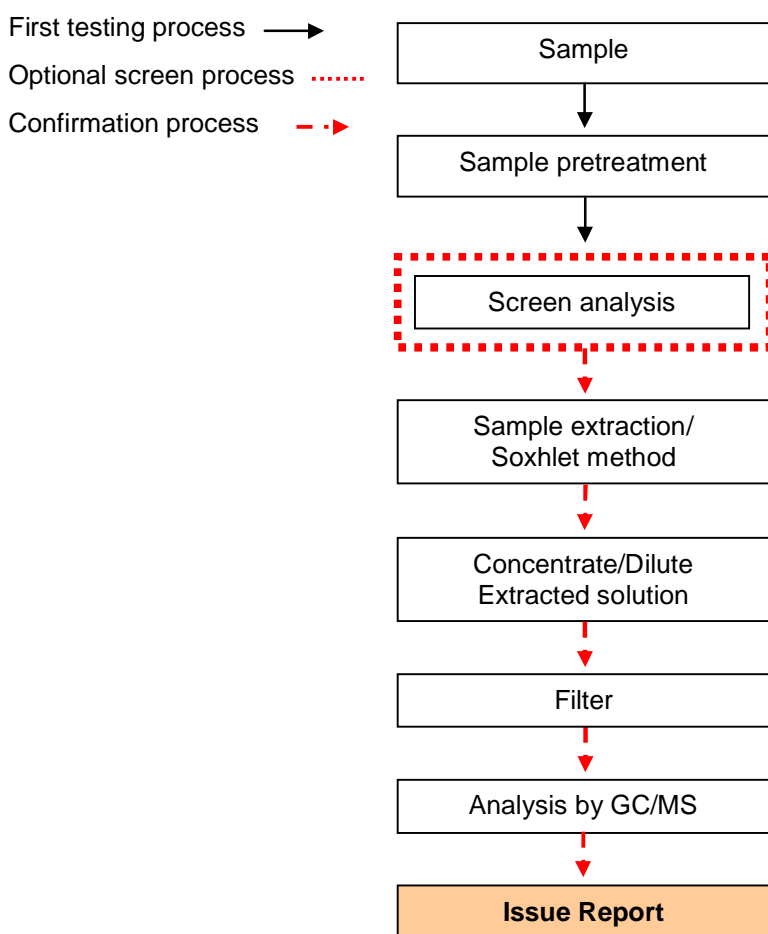 First testing process
Optional screen process
Confirmation process
Sample
Sample pretreatment
Screen analysis
Sample extraction/
Soxhlet method
Concentrate/Dilute
Extracted solution
Filter
Analysis by GC/MS
Issue Report